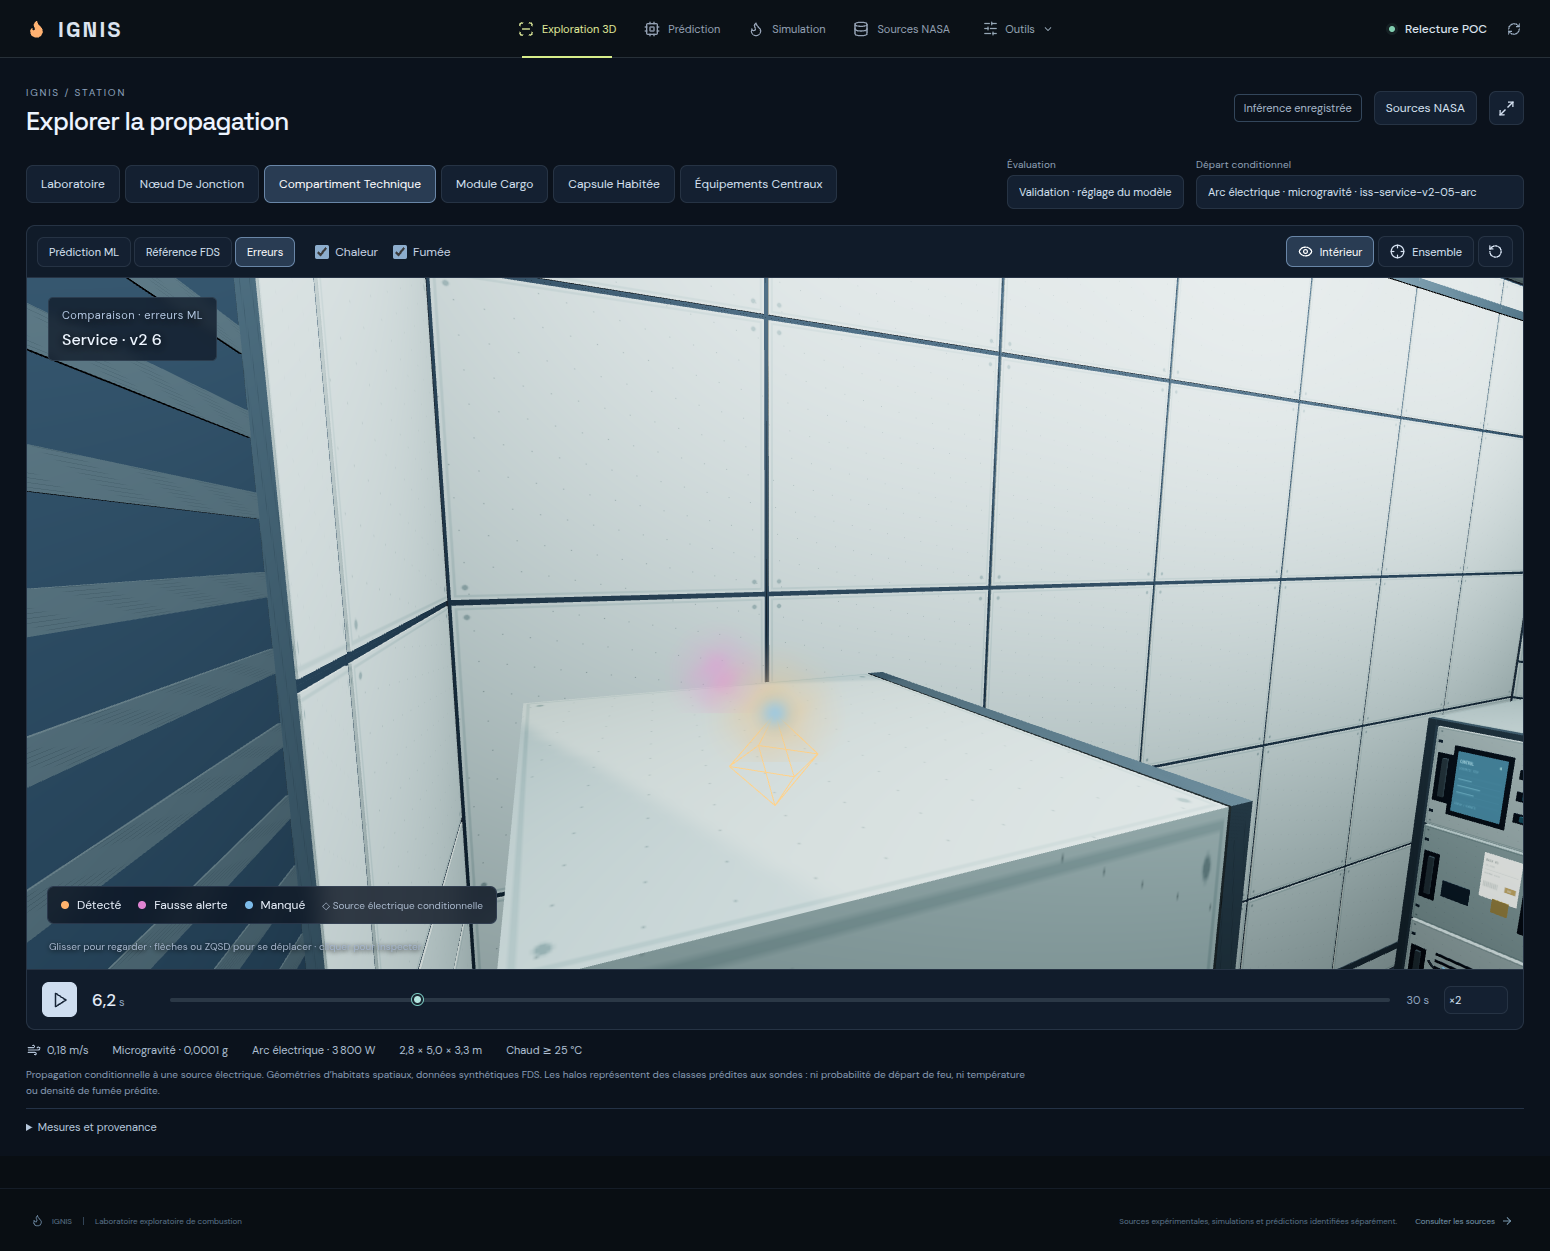 IGNIS
Exploration 3D
Prédiction
Simulation
Sources NASA
Outils
Relecture POC
IGNIS / STATION
Explorer la propagation
Inférence enregistrée
Sources NASA
Laboratoire
Nœud De Jonction
Compartiment Technique
Module Cargo
Capsule Habitée
Équipements Centraux
Évaluation
Validation · réglage du modèle
Départ conditionnel
Arc électrique · microgravité · iss-service-v2-05-arc
Prédiction ML
Référence FDS
Erreurs
Chaleur
Fumée
Intérieur
Ensemble
Comparaison · erreurs ML
Service · v2 6
Détecté
Fausse alerte
Manqué
◇ Source électrique conditionnelle
Glisser pour regarder · flèches ou ZQSD pour se déplacer ·
6,2 s
30 s
×2
0,18 m/s
Microgravité · 0,0001 g
Arc électrique · 3 800 W
2,8 × 5,0 × 3,3 m
Chaud ≥ 25 °C
Propagation conditionnelle à une source électrique. Géométries d'habitats spatiaux, données synthétiques FDS. Les halos représentent des classes prédites aux sondes : ni probabilité de départ de feu, ni température
ou densité de fumée prédite.
Mesures et provenance
IGNIS
Laboratoire exploratoire de combustion
Sources expérimentales, simulations et prédictions identifiées séparément.
Consulter les sources